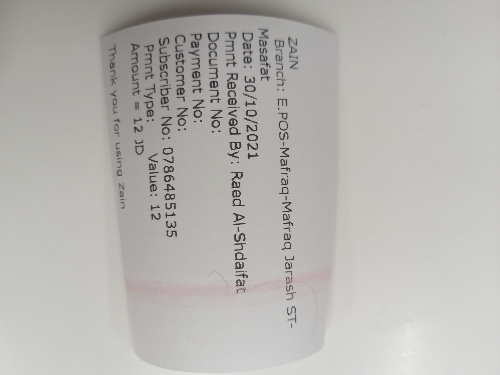 ZAIN
Branch: E.POS-Mafraq-Mafraq Jarash ST-
Masafat
Date: 30/10/2021
Pmnt Received By: Raed Al-Shdaifat
Document No:
Payment No:
Customer No:
Subscriber No: 0786485135
Pmnt Type: Value: 12
Amount = 12 JD
Thank you for using Zain